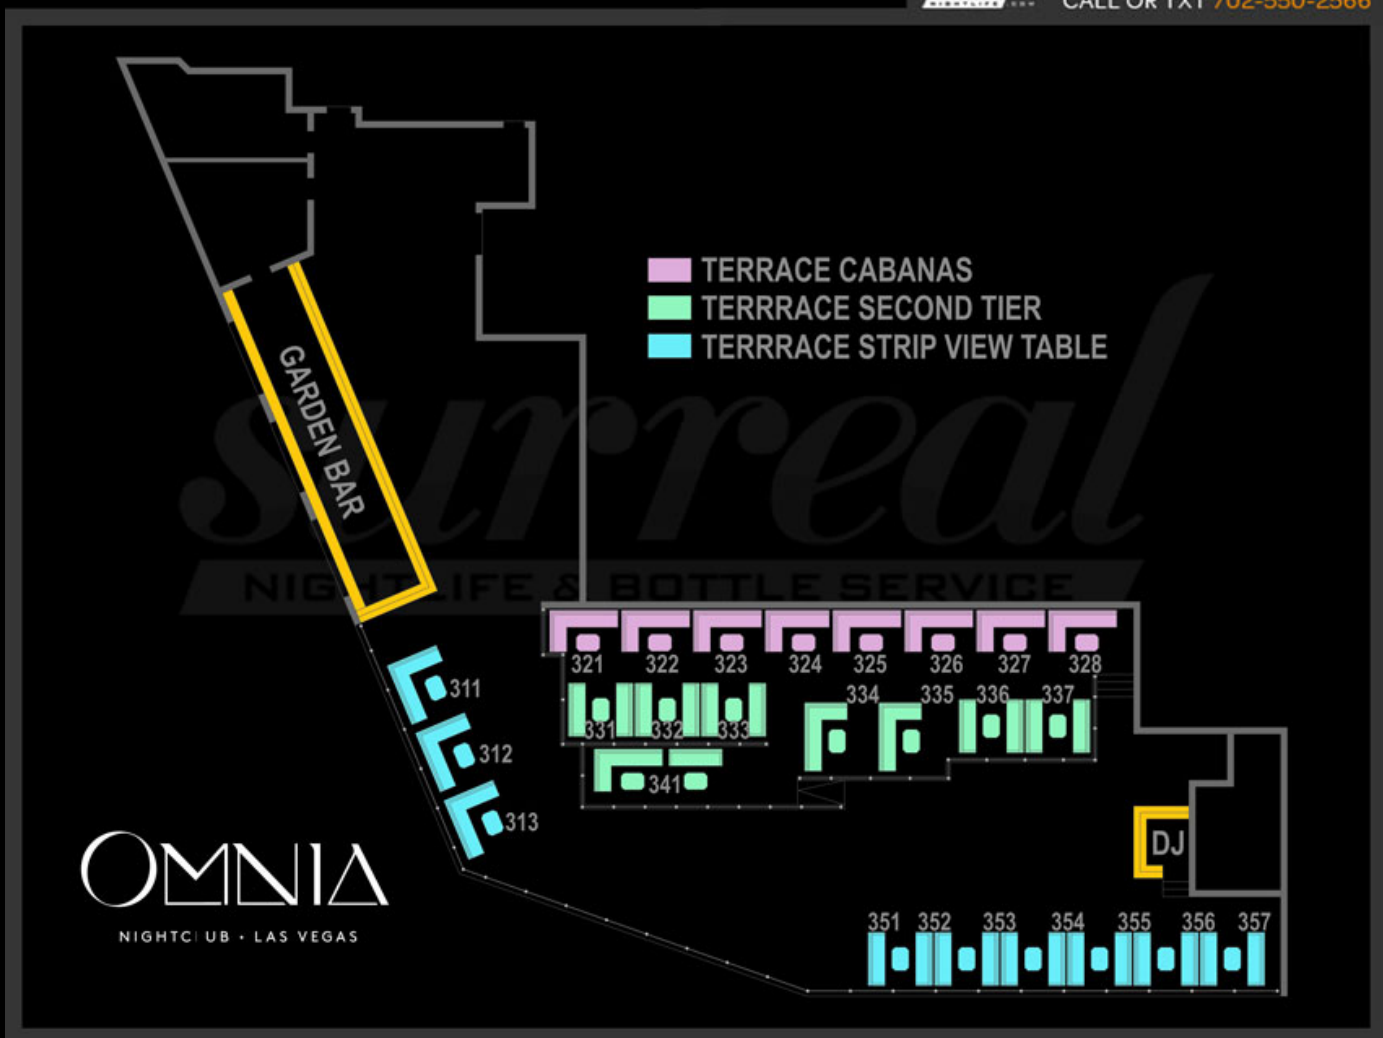 CALL OR TXT 702-550-2566
TERRACE CABANAS
TERRRACE SECOND TIER
TERRRACE STRIP VIEW TABLE
GARDEN BAR
surreal
NIGHTLIFE & BOTTLE SERVICE
321 322 323 324 325 326 327 328
311
334 335 336 337
331 332 333
312
341
313
DJ
OMNIA
NIGHTC UB • LAS VEGAS
351 352 353 354 355 356 357